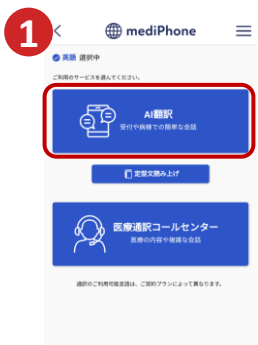 1
mediPhone
英語 選択中
ご利用のサービスを選んでください。
AI翻訳
受付や病棟での簡単な会話
定型文読み上げ
医療通訳コールセンター
医療の内容や複雑な会話
通訳のご利用可能言語は、ご契約プランによって異なります。